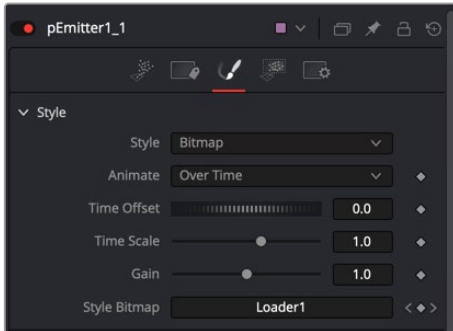 pEmitter1_1
Style
Style Bitmap
Animate Over Time
Time Offset 0.0
Time Scale 1.0
Gain 1.0
Style Bitmap Loader1